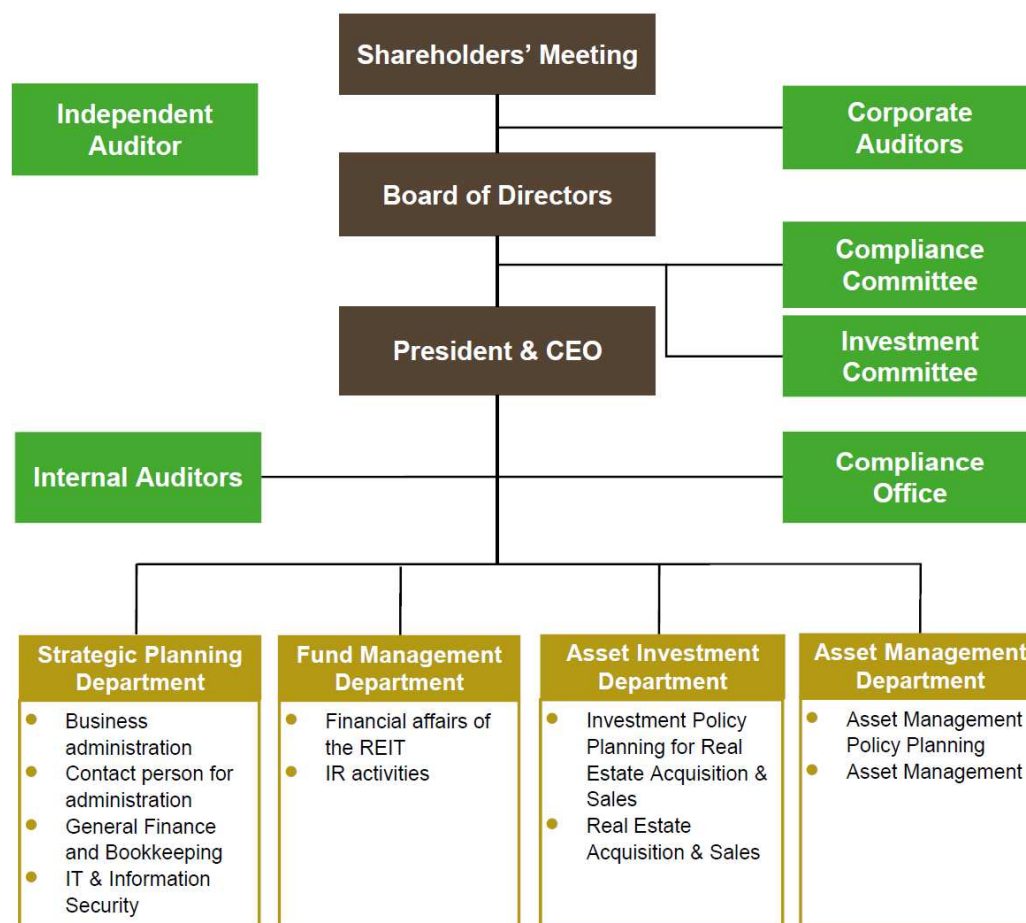 Shareholders’ Meeting
Independent
Auditor
Corporate
Auditors
Board of Directors
Compliance
Committee
President & CEO
Investment
Committee
Internal Auditors
Compliance
Office
Strategic Planning
Department
Business
administration
Contact person for
administration
General Finance
and Bookkeeping
IT & Information
Security
Fund Management
Department
Financial affairs of
the REIT
IR activities
Asset Investment
Department
Investment Policy
Planning for Real
Estate Acquisition &
Sales
Real Estate
Acquisition & Sales
Asset Management
Department
Asset Management
Policy Planning
Asset Management